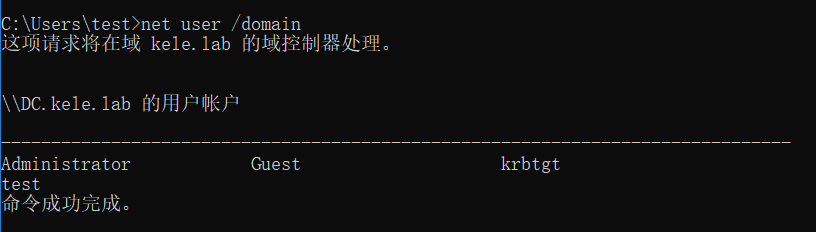 C:\Users\test>net user /domain
这项请求将在域 kele.lab 的域控制器处理。
\\DC.kele.lab 的用户帐户
-------------------------------------------------------------------------------
Administrator            Guest                    krbtgt
test
命令成功完成。